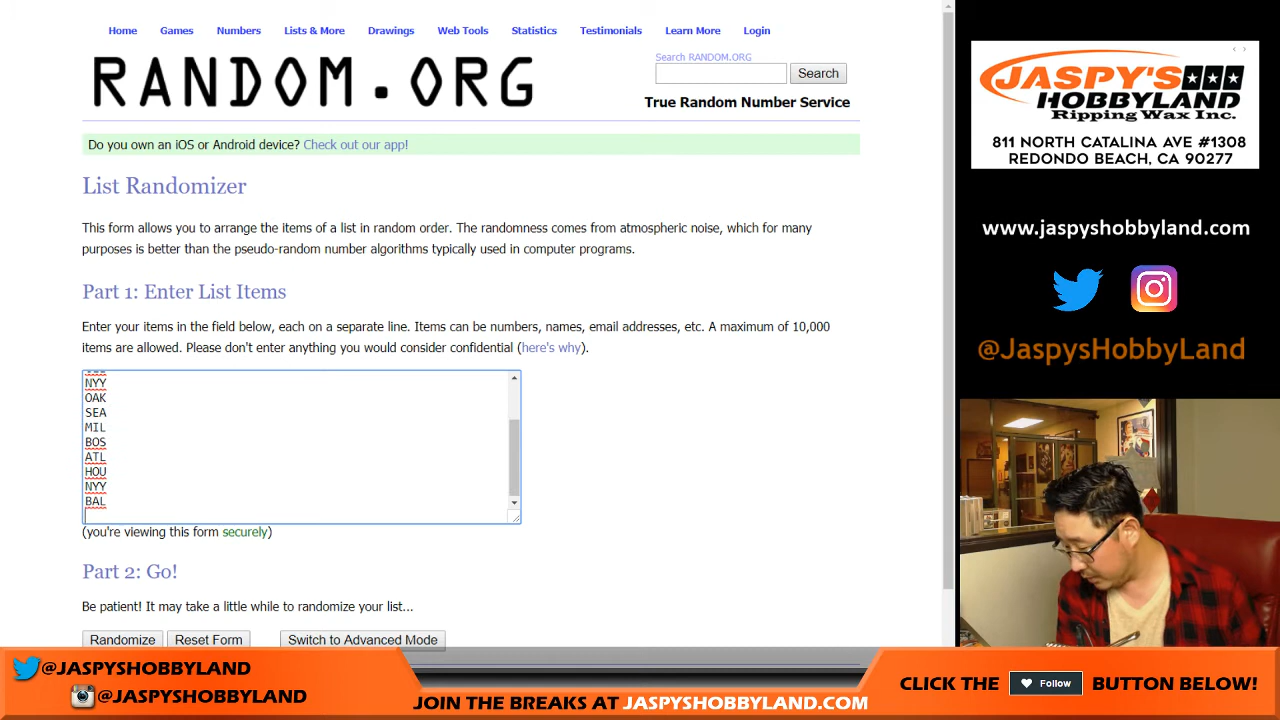 Home Games Numbers Lists & More Drawings Web Tools Statistics Testimonials Learn More Login
RANDOM.ORG
Search RANDOM.ORG
Search
True Random Number Service
Do you own an iOS or Android device? Check out our app!
List Randomizer
This form allows you to arrange the items of a list in random order. The randomness comes from atmospheric noise, which for many
purposes is better than the pseudo-random number algorithms typically used in computer programs.
Part 1: Enter List Items
Enter your items in the field below, each on a separate line. Items can be numbers, names, email addresses, etc. A maximum of 10,000
items are allowed. Please don't enter anything you would consider confidential (here's why).
NYY
OAK
SEA
MIL
BOS
ATL
HOU
NYY
BAL
(you're viewing this form securely)
Part 2: Go!
Be patient! It may take a little while to randomize your list...
Randomize Reset Form Switch to Advanced Mode
JASPY'S
HOBBYLAND
Ripping Wax Inc.
811 NORTH CATALINA AVE #1308
REDONDO BEACH, CA 90277
www.jaspyshobbyland.com
@JaspysHobbyLand
@JASPYSHOBBYLAND
@JASPYSHOBBYLAND
JOIN THE BREAKS AT JASPYSHOBBYLAND.COM
CLICK THE Follow BUTTON BELOW!